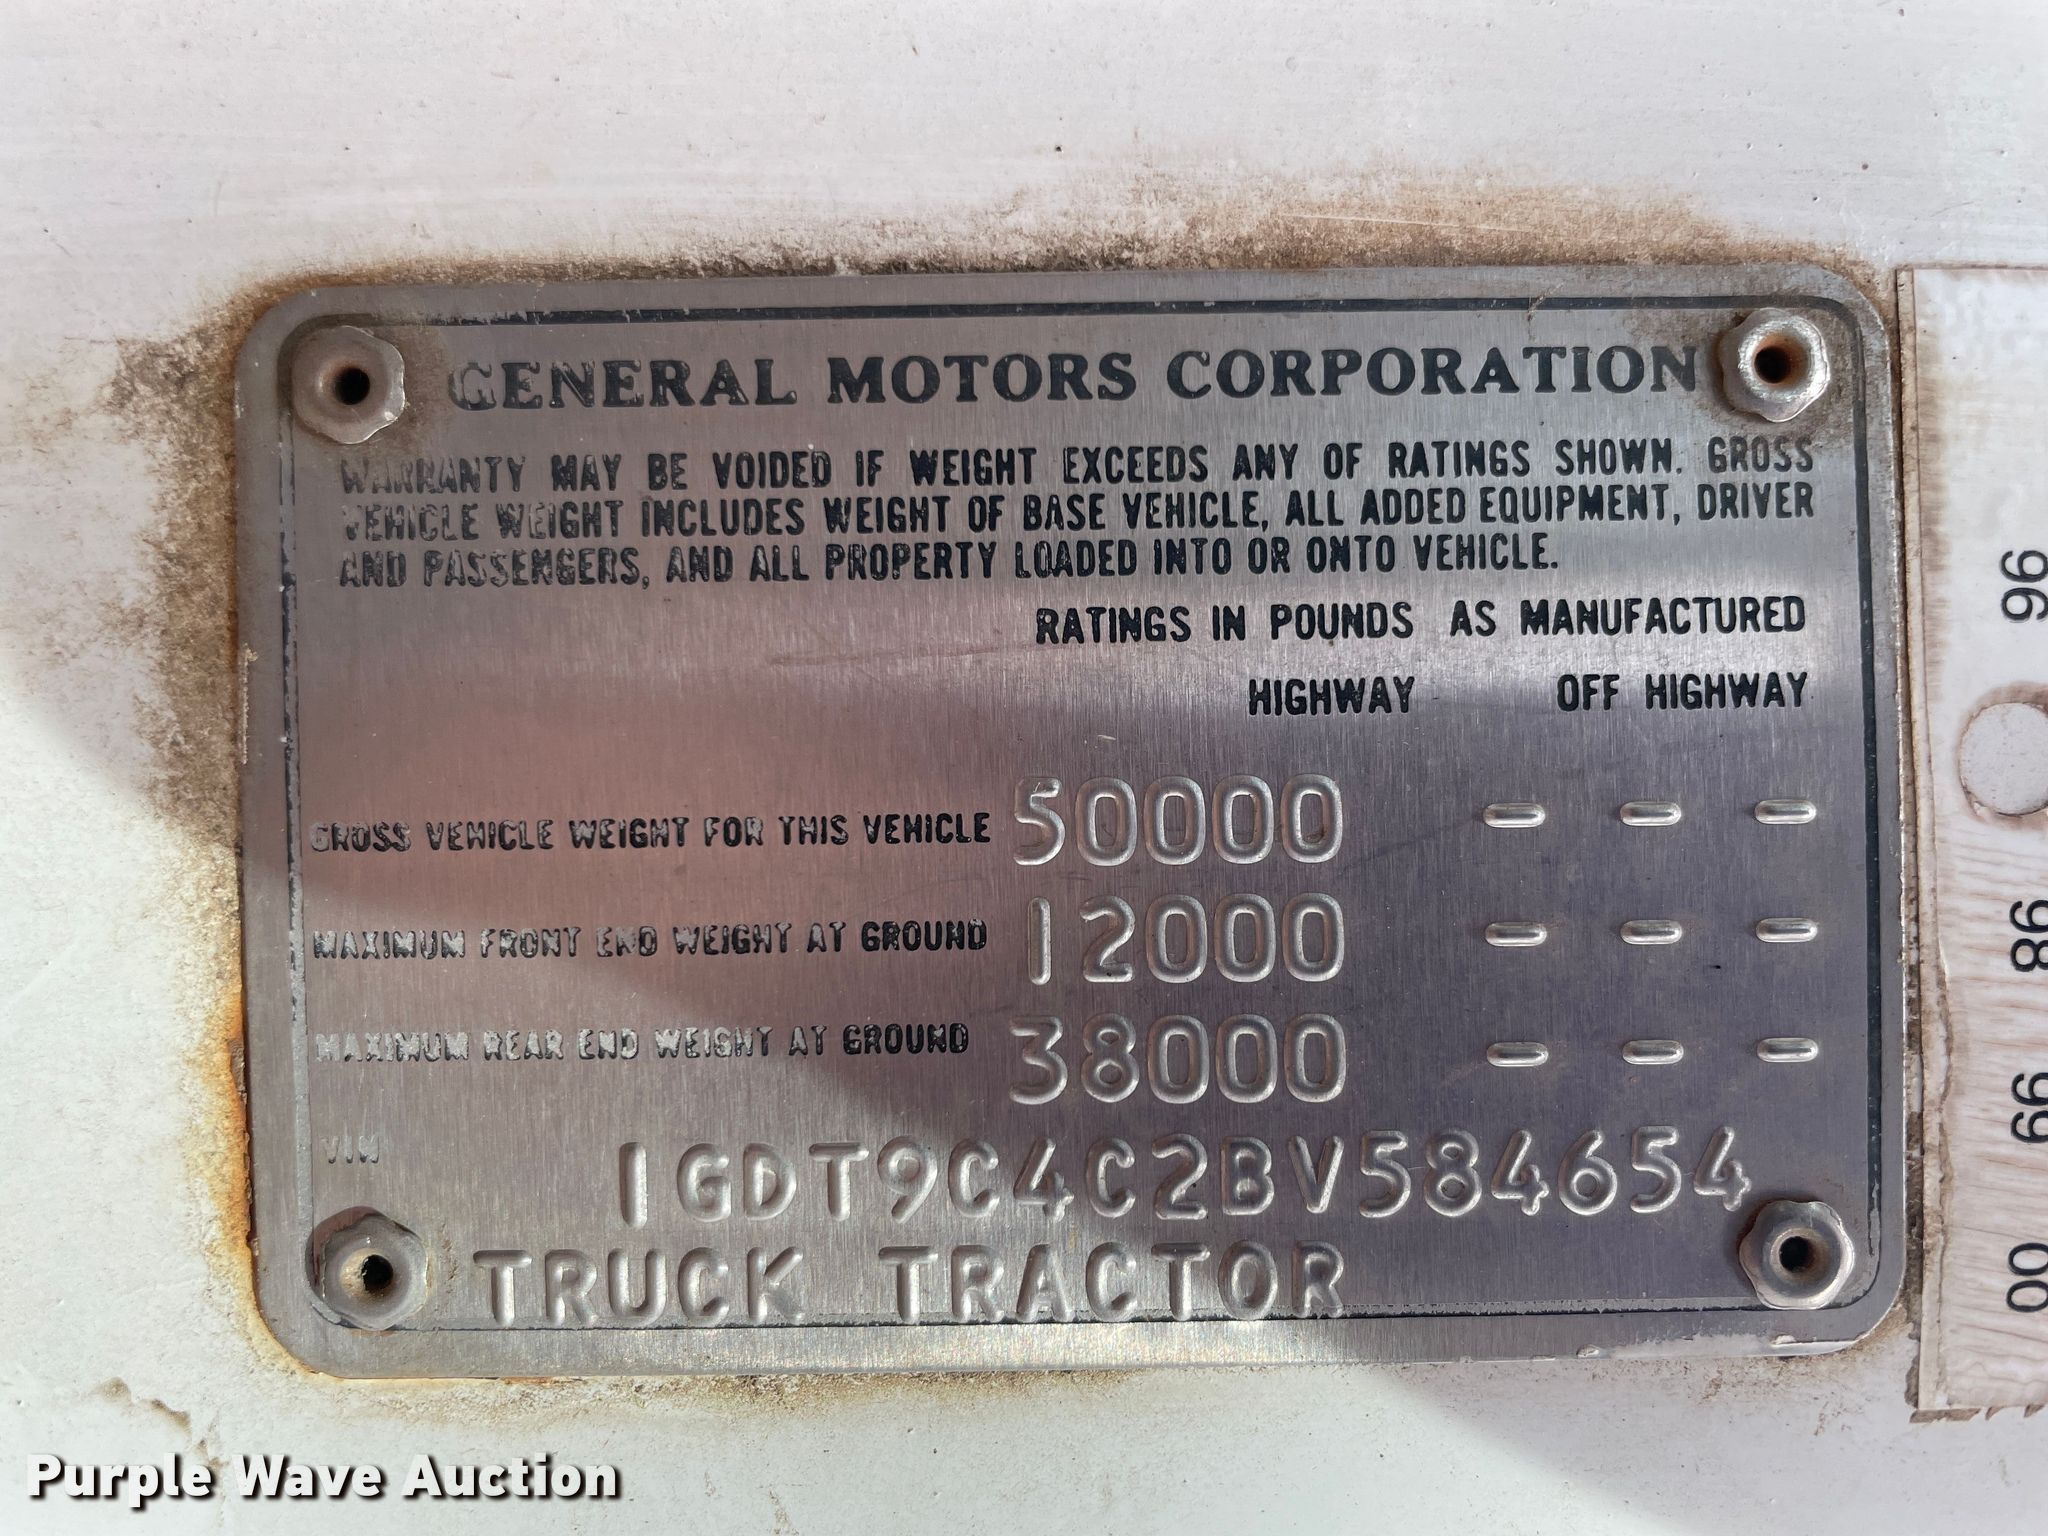 GENERAL MOTORS CORPORATION
WARRANTY MAY BE VOIDED IF WEIGHT EXCEEDS ANY OF RATINGS SHOWN. GROSS
VEHICLE WEIGHT INCLUDES WEIGHT OF BASE VEHICLE, ALL ADDED EQUIPMENT, DRIVER
AND PASSENGERS, AND ALL PROPERTY LOADED INTO OR ONTO VEHICLE.
RATINGS IN POUNDS AS MANUFACTURED
HIGHWAY OFF HIGHWAY
GROSS VEHICLE WEIGHT FOR THIS VEHICLE 50000 - - -
MAXIMUM FRONT END WEIGHT AT GROUND 12000 - - -
MAXIMUM REAR END WEIGHT AT GROUND 38000 - - -
VIN 1GDT9C4C2BV584654
TRUCK TRACTOR
96
98
99
00
Purple Wave Auction